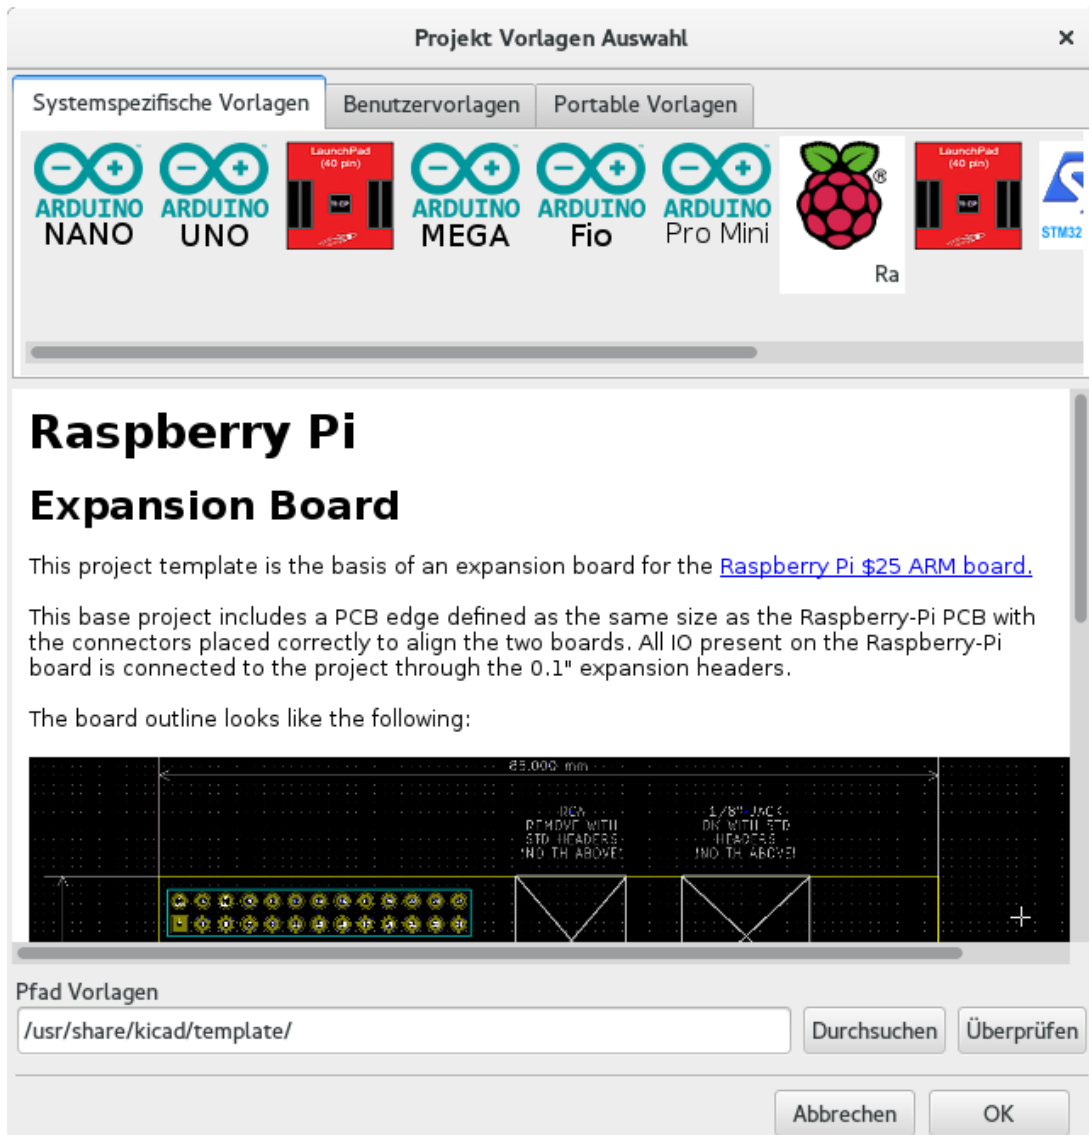 Projekt Vorlagen Auswahl
Systemspezifische Vorlagen
Benutzervorlagen
Portable Vorlagen
ARDUINO
NANO
ARDUINO
UNO
LaunchPad
(40 pin)
ARDUINO
MEGA
ARDUINO
Fio
ARDUINO
Pro Mini
®
Ra
LaunchPad
(40 pin)
STM32
Raspberry Pi
Expansion Board
This project template is the basis of an expansion board for the Raspberry Pi $25 ARM board.
This base project includes a PCB edge defined as the same size as the Raspberry-Pi PCB with
the connectors placed correctly to align the two boards. All IO present on the Raspberry-Pi
board is connected to the project through the 0.1" expansion headers.
The board outline looks like the following:
85.000 mm
RCA
REMOVE WITH
STD HEADERS
!NO TH ABOVE!
1/8" JACK
OK WITH STD
HEADERS
!NO TH ABOVE!
Pfad Vorlagen
/usr/share/kicad/template/
Durchsuchen
Überprüfen
Abbrechen
OK